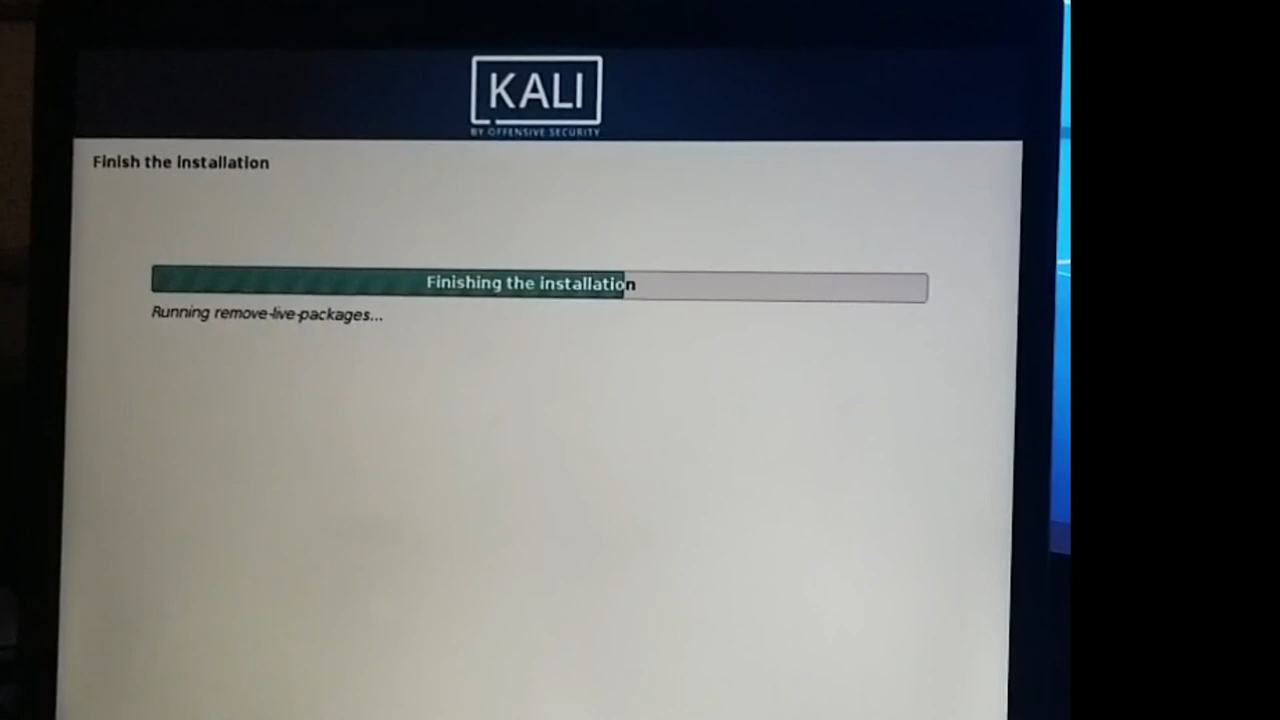 KALI
BY OFFENSIVE SECURITY
Finish the installation
Finishing the installation
Running remove-live-packages...